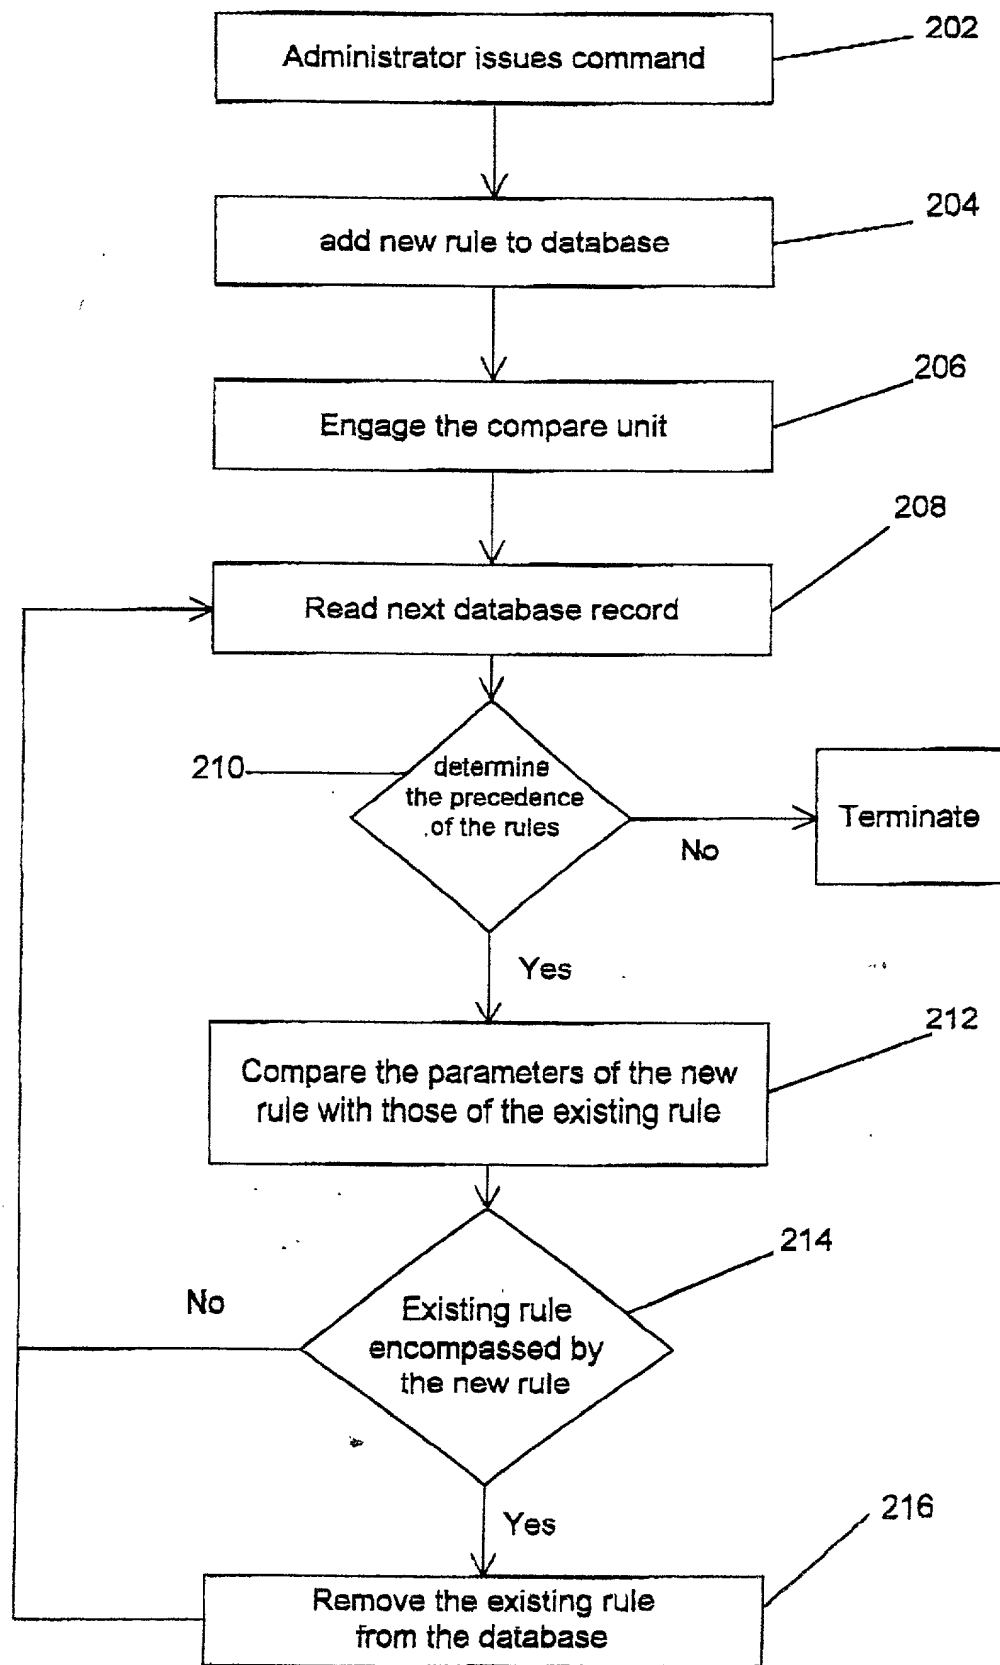 202
Administrator issues command
204
add new rule to database
206
Engage the compare unit
208
Read next database record
210
determine
the precedence
of the rules
Terminate
No
Yes
212
Compare the parameters of the new
rule with those of the existing rule
214
No
Existing rule
encompassed by
the new rule
Yes
216
Remove the existing rule
from the database